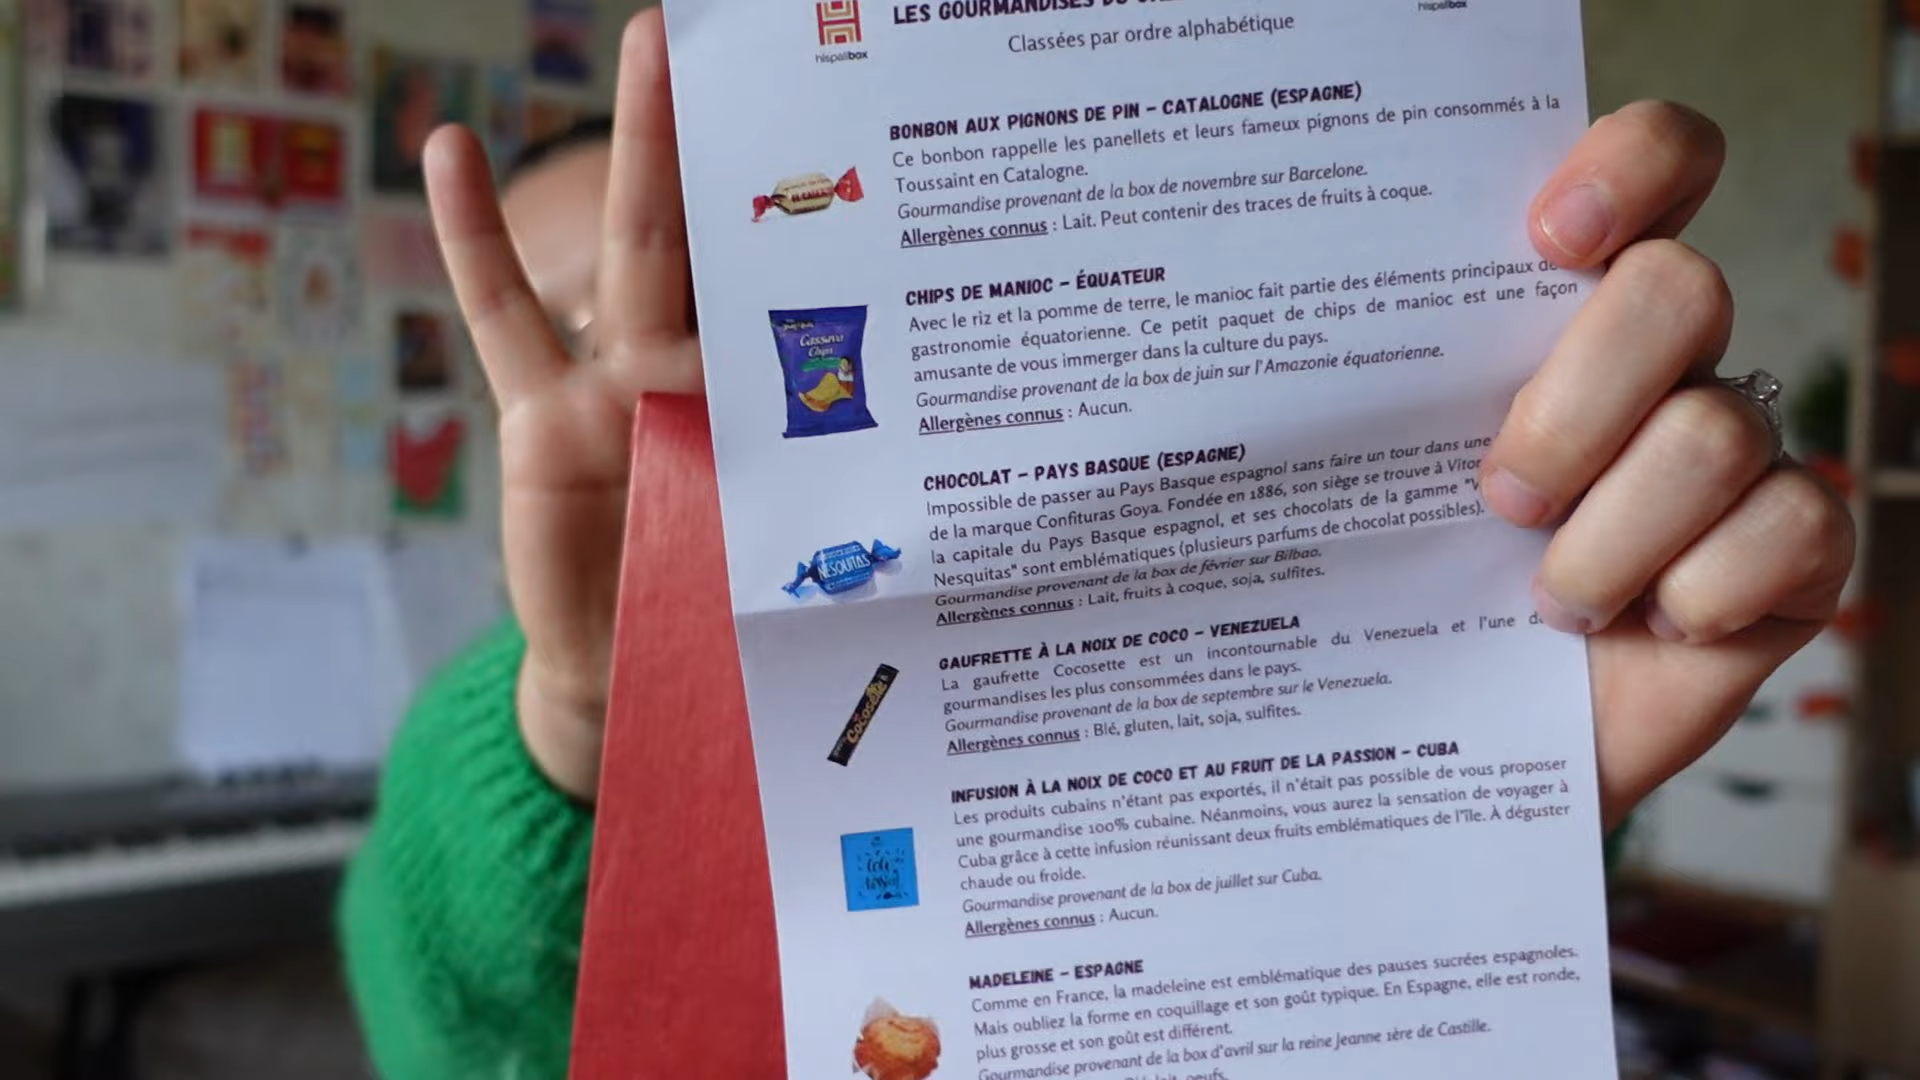 LES GOURMANDISES DU
hispallbox
hispallbox
Classées par ordre alphabétique
BONBON AUX PIGNONS DE PIN – CATALOGNE (ESPAGNE)
Ce bonbon rappelle les panellets et leurs fameux pignons de pin consommés à la
Toussaint en Catalogne.
Gourmandise provenant de la box de novembre sur Barcelone.
Allergènes connus : Lait. Peut contenir des traces de fruits à coque.
CHIPS DE MANIOC – ÉQUATEUR
Avec le riz et la pomme de terre, le manioc fait partie des éléments principaux
gastronomie équatorienne. Ce petit paquet de chips de manioc est une façon
amusante de vous immerger dans la culture du pays.
Gourmandise provenant de la box de juin sur l'Amazonie équatorienne.
Allergènes connus : Aucun.
Cassava
Chips
CHOCOLAT – PAYS BASQUE (ESPAGNE)
Impossible de passer au Pays Basque espagnol sans faire un tour dans une
de la marque Confituras Goya. Fondée en 1886, son siège se trouve à Vitor
la capitale du Pays Basque espagnol, et ses chocolats de la gamme "V
Nesquitas" sont emblématiques (plusieurs parfums de chocolat possibles).
Gourmandise provenant de la box de février sur Bilbao.
Allergènes connus : Lait, fruits à coque, soja, sulfites.
NESQUITAS
GAUFRETTE À LA NOIX DE COCO – VENEZUELA
La gaufrette Cocosette est un incontournable du Venezuela et l'une
gourmandises les plus consommées dans le pays.
Gourmandise provenant de la box de septembre sur le Venezuela.
Allergènes connus : Blé, gluten, lait, soja, sulfites.
Cocosette
INFUSION À LA NOIX DE COCO ET AU FRUIT DE LA PASSION – CUBA
Les produits cubains n'étant pas exportés, il n'était pas possible de vous proposer
une gourmandise 100% cubaine. Néanmoins, vous aurez la sensation de voyager à
Cuba grâce à cette infusion réunissant deux fruits emblématiques de l'île. À déguster
chaude ou froide.
Gourmandise provenant de la box de juillet sur Cuba.
Allergènes connus : Aucun.
MADELEINE – ESPAGNE
Comme en France, la madeleine est emblématique des pauses sucrées espagnoles.
Mais oubliez la forme en coquillage et son goût typique. En Espagne, elle est ronde,
plus grosse et son goût est différent.
Gourmandise provenant de la box d'avril sur la reine Jeanne 1ère de Castille.